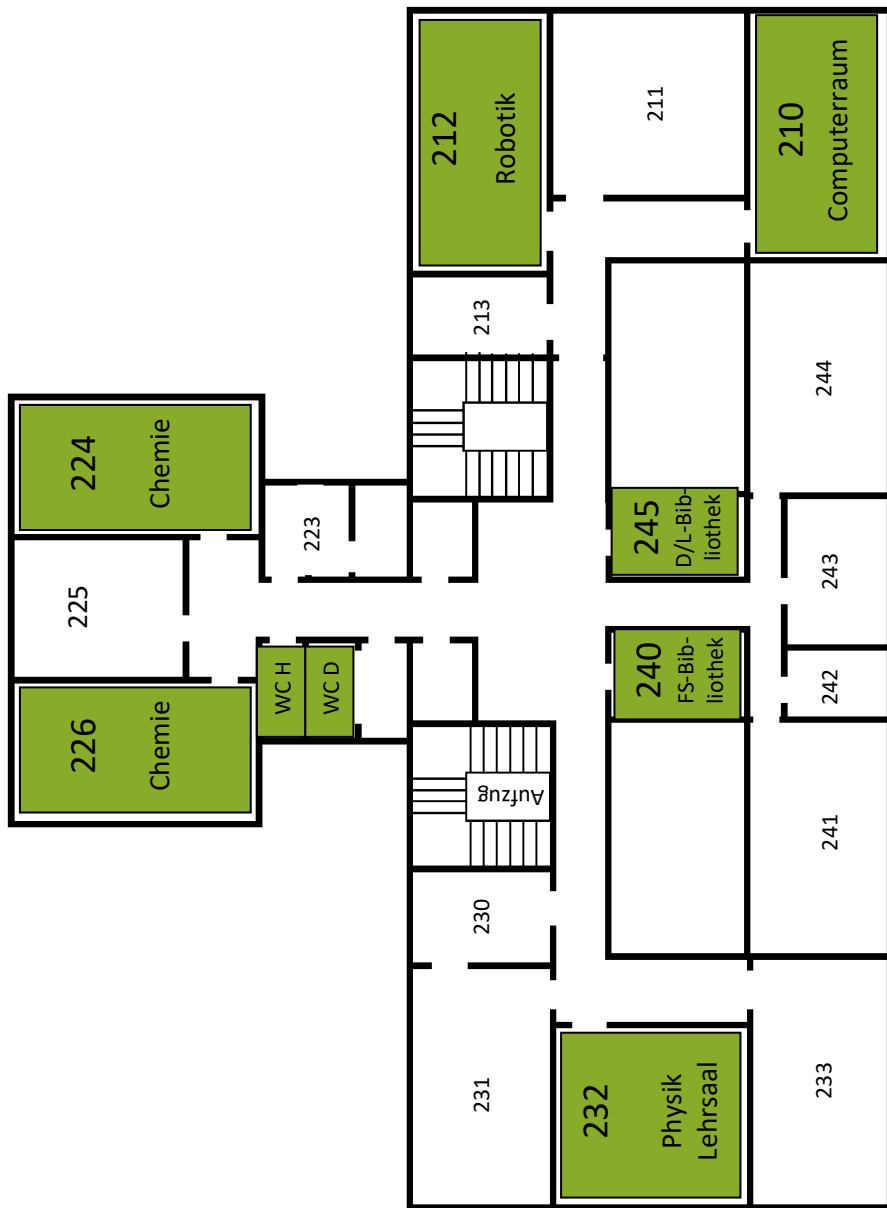 226
Chemie
225
224
Chemie
WC H
WC D
223
231
230
Aufzug
213
212
Robotik
232
Physik
Lehrsaal
240
FS-Bib-
liothek
245
D/L-Bib-
liothek
211
233
241
242
243
244
210
Computerraum